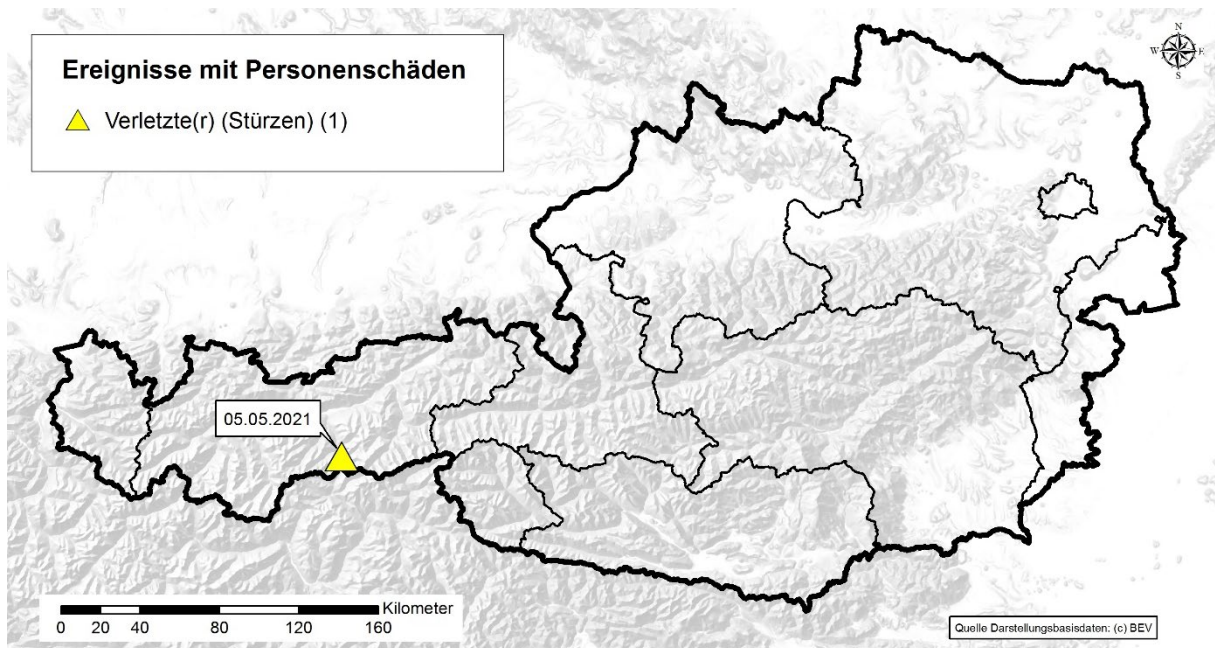 Ereignisse mit Personenschäden
Verletzte(r) (Stürzen) (1)
N
W E
S
05.05.2021
Kilometer
0 20 40 80 120 160
Quelle Darstellungsbasisdaten: (c) BEV